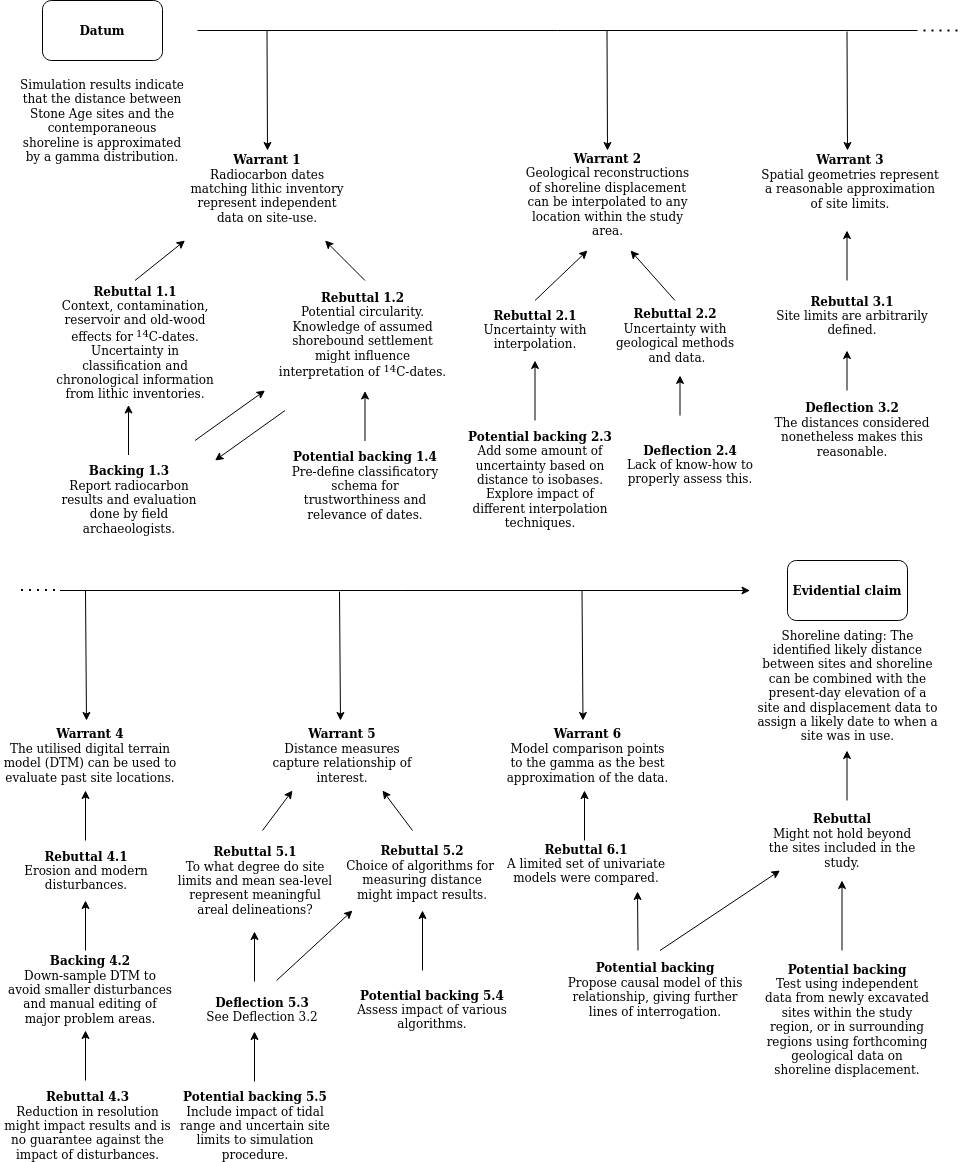 Datum
Simulation results indicate
that the distance between
Stone Age sites and the
contemporaneous
shoreline is approximated
by a gamma distribution.
Warrant 1
Radiocarbon dates
matching lithic inventory
represent independent
data on site-use.
Warrant 2
Geological reconstructions
of shoreline displacement
can be interpolated to any
location within the study
area.
Warrant 3
Spatial geometries represent
a reasonable approximation
of site limits.
Rebuttal 1.1
Context, contamination,
reservoir and old-wood
effects for ¹⁴C-dates.
Uncertainty in
classification and
chronological information
from lithic inventories.
Rebuttal 1.2
Potential circularity.
Knowledge of assumed
shorebound settlement
might influence
interpretation of ¹⁴C-dates.
Rebuttal 2.1
Uncertainty with
interpolation.
Rebuttal 2.2
Uncertainty with
geological methods
and data.
Rebuttal 3.1
Site limits are arbitrarily
defined.
Backing 1.3
Report radiocarbon
results and evaluation
done by field
archaeologists.
Potential backing 1.4
Pre-define classificatory
schema for
trustworthiness and
relevance of dates.
Potential backing 2.3
Add some amount of
uncertainty based on
distance to isobases.
Explore impact of
different interpolation
techniques.
Deflection 2.4
Lack of know-how to
properly assess this.
Deflection 3.2
The distances considered
nonetheless makes this
reasonable.
Evidential claim
Shoreline dating: The
identified likely distance
between sites and shoreline
can be combined with the
present-day elevation of a
site and displacement data to
assign a likely date to when a
site was in use.
Warrant 4
The utilised digital terrain
model (DTM) can be used to
evaluate past site locations.
Warrant 5
Distance measures
capture relationship of
interest.
Warrant 6
Model comparison points
to the gamma as the best
approximation of the data.
Rebuttal 4.1
Erosion and modern
disturbances.
Rebuttal 5.1
To what degree do site
limits and mean sea-level
represent meaningful
areal delineations?
Rebuttal 5.2
Choice of algorithms for
measuring distance
might impact results.
Rebuttal 6.1
A limited set of univariate
models were compared.
Rebuttal
Might not hold beyond
the sites included in the
study.
Backing 4.2
Down-sample DTM to
avoid smaller disturbances
and manual editing of
major problem areas.
Deflection 5.3
See Deflection 3.2
Potential backing 5.4
Assess impact of various
algorithms.
Potential backing
Propose causal model of this
relationship, giving further
lines of interrogation.
Potential backing
Test using independent
data from newly excavated
sites within the study
region, or in surrounding
regions using forthcoming
geological data on
shoreline displacement.
Rebuttal 4.3
Reduction in resolution
might impact results and is
no guarantee against the
impact of disturbances.
Potential backing 5.5
Include impact of tidal
range and uncertain site
limits to simulation
procedure.